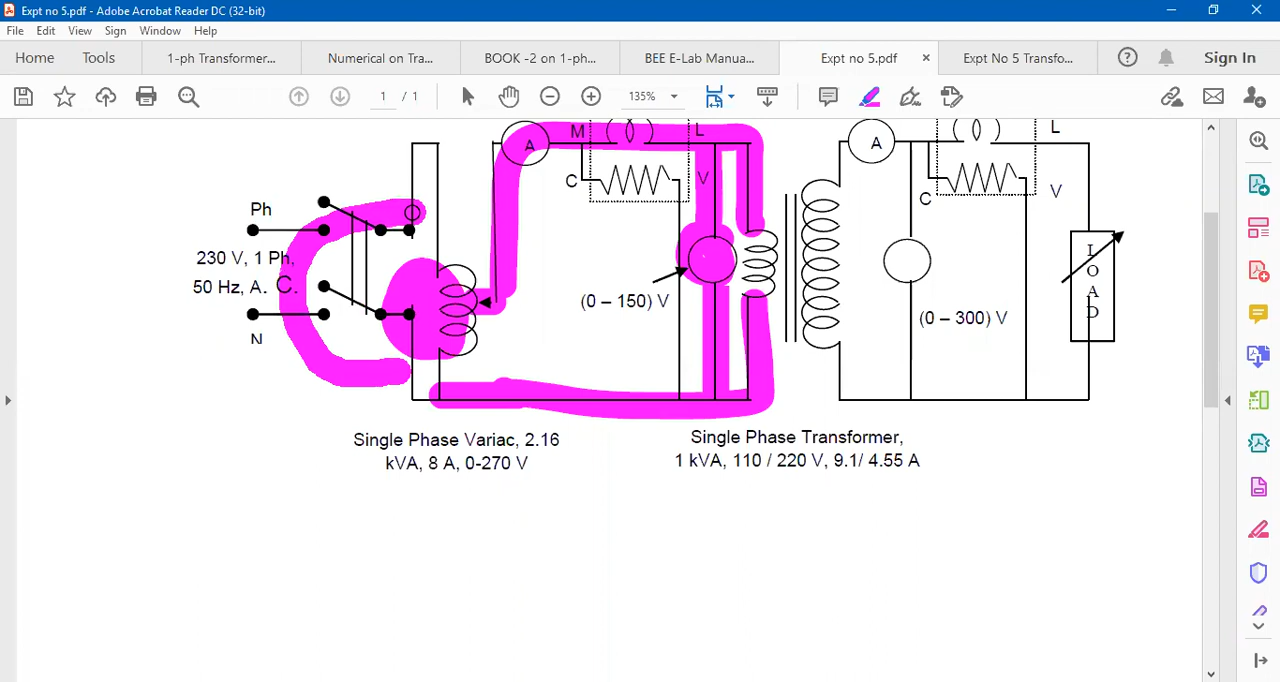 Expt no 5.pdf - Adobe Acrobat Reader DC (32-bit)
File Edit View Sign Window Help
Home Tools 1-ph Transformer... Numerical on Tra... BOOK -2 on 1-ph... BEE E-Lab Manua... Expt no 5.pdf × Expt No 5 Transfo... Sign In
1 / 1 135%
A M L A L
C V C V
Ph
230 V, 1 Ph,
50 Hz, A. C.
N
(0 – 150) V
(0 – 300) V
L
O
A
D
Single Phase Variac, 2.16
kVA, 8 A, 0-270 V
Single Phase Transformer,
1 kVA, 110 / 220 V, 9.1/ 4.55 A